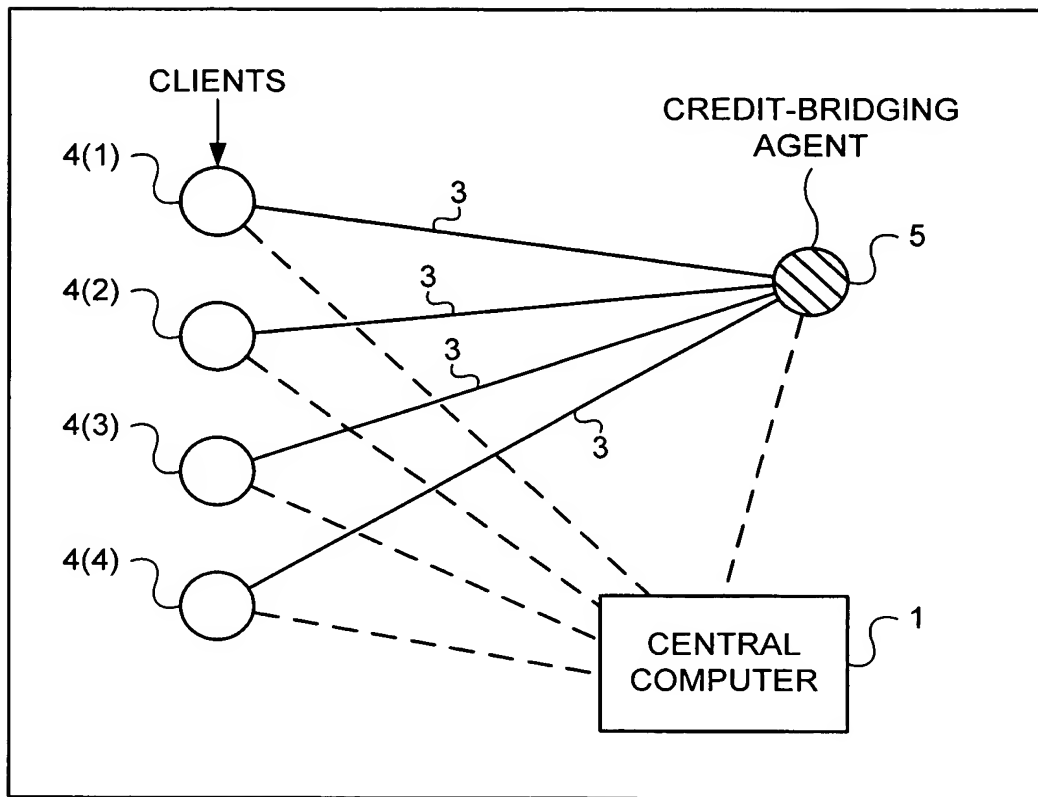 CLIENTS
CREDIT-BRIDGING
AGENT
4(1)
3
5
4(2)
3
3
4(3)
3
4(4)
1
CENTRAL
COMPUTER